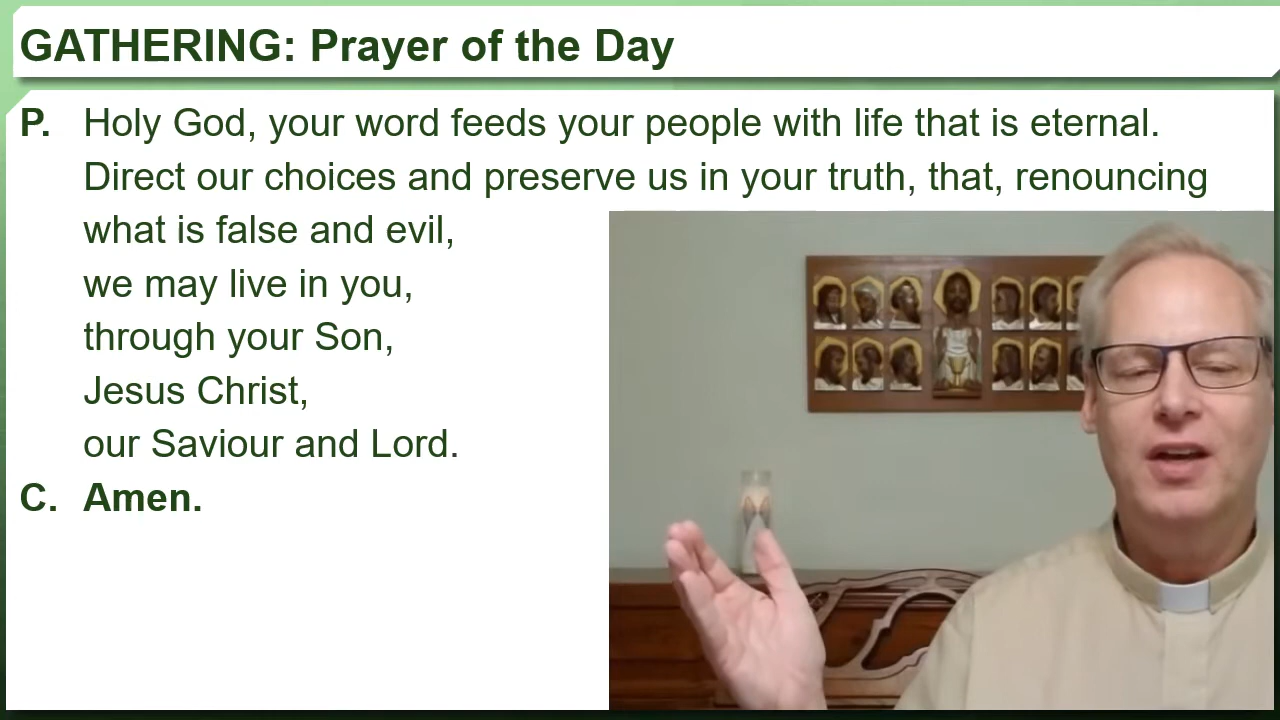 GATHERING: Prayer of the Day
P. Holy God, your word feeds your people with life that is eternal.
Direct our choices and preserve us in your truth, that, renouncing
what is false and evil,
we may live in you,
through your Son,
Jesus Christ,
our Saviour and Lord.
C. Amen.